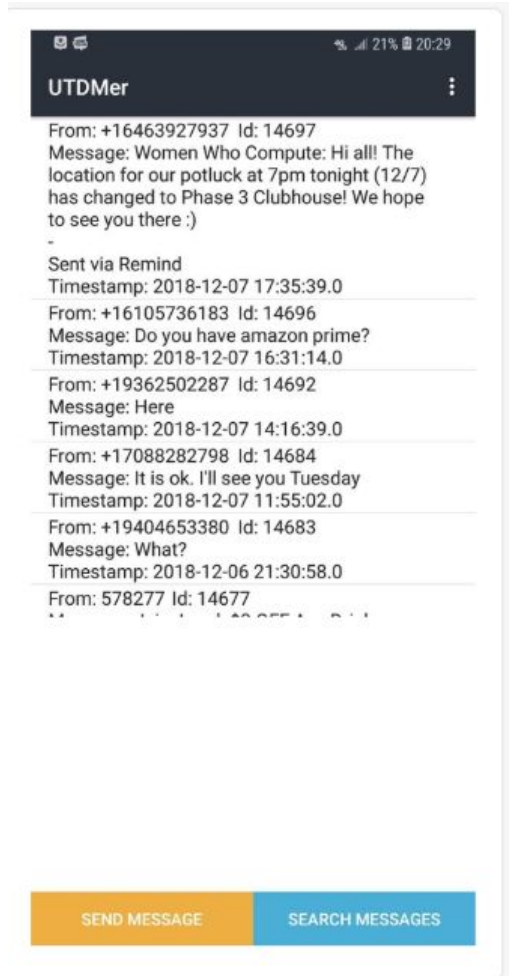 21% 20:29
UTDMer
From: +16463927937 Id: 14697
Message: Women Who Compute: Hi all! The
location for our potluck at 7pm tonight (12/7)
has changed to Phase 3 Clubhouse! We hope
to see you there :)
-
Sent via Remind
Timestamp: 2018-12-07 17:35:39.0
From: +16105736183 Id: 14696
Message: Do you have amazon prime?
Timestamp: 2018-12-07 16:31:14.0
From: +19362502287 Id: 14692
Message: Here
Timestamp: 2018-12-07 14:16:39.0
From: +17088282798 Id: 14684
Message: It is ok. I'll see you Tuesday
Timestamp: 2018-12-07 11:55:02.0
From: +19404653380 Id: 14683
Message: What?
Timestamp: 2018-12-06 21:30:58.0
From: 578277 Id: 14677
SEND MESSAGE SEARCH MESSAGES